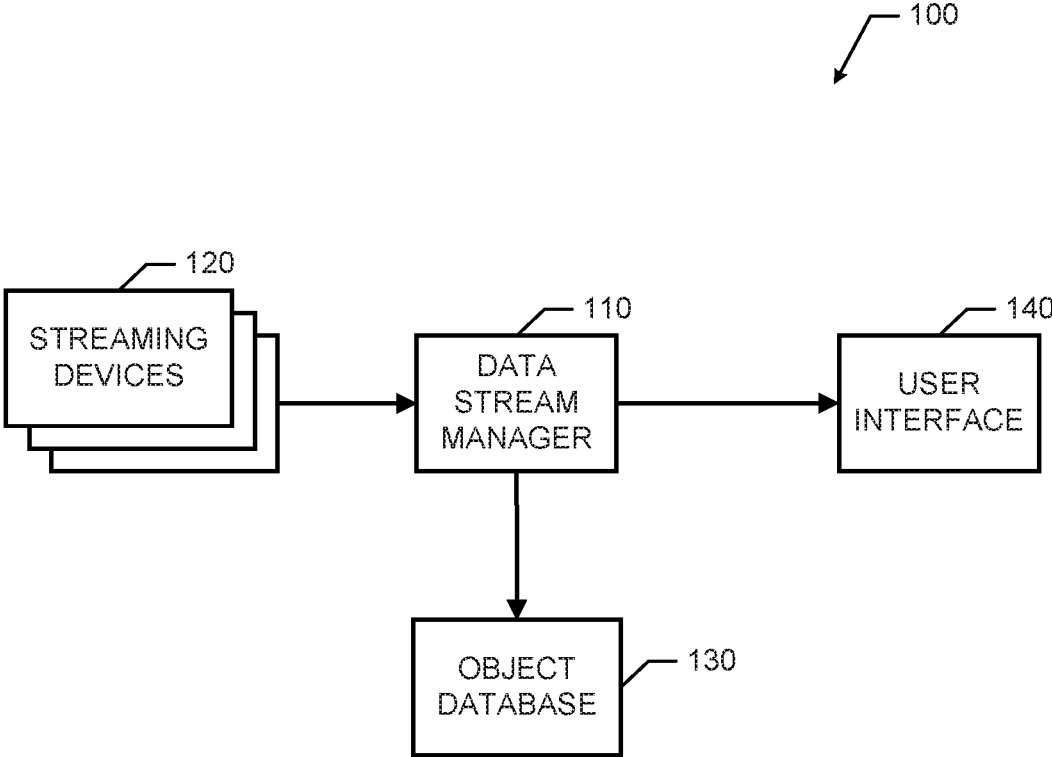 100
120
STREAMING
DEVICES
110
DATA
STREAM
MANAGER
140
USER
INTERFACE
130
OBJECT
DATABASE